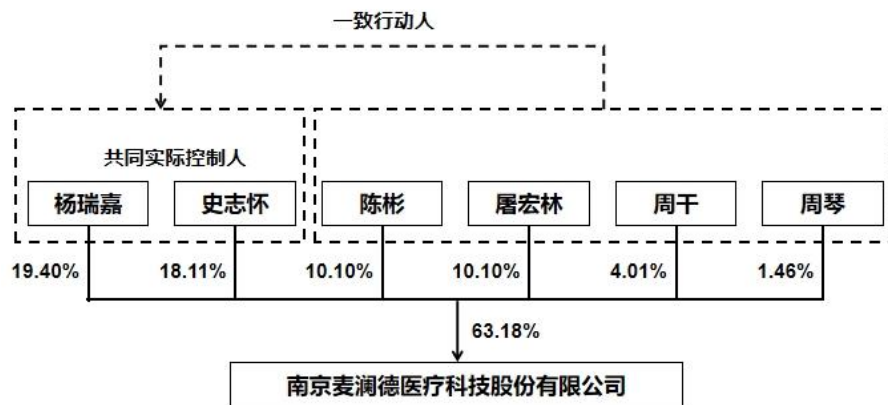 一致行动人
共同实际控制人
杨瑞嘉 史志怀 陈彬 屠宏林 周干 周琴
19.40% 18.11% 10.10% 10.10% 4.01% 1.46%
63.18%
南京麦澜德医疗科技股份有限公司